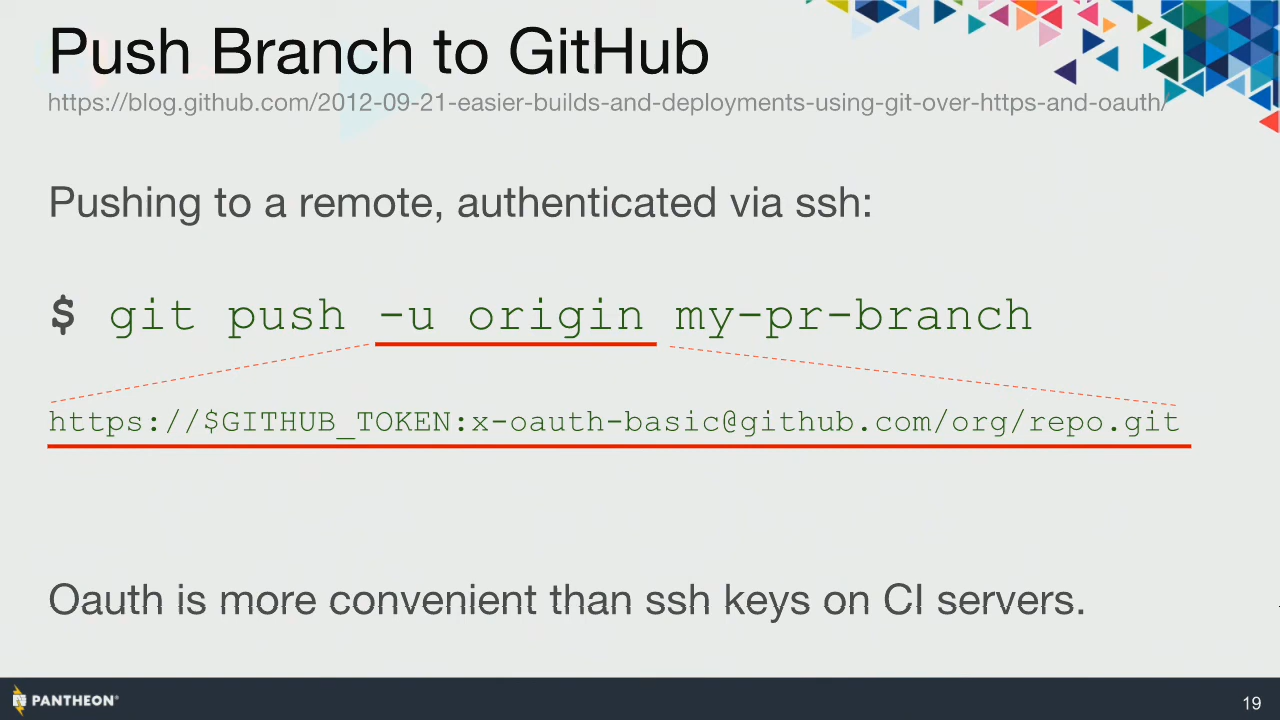 Push Branch to GitHub
https://blog.github.com/2012-09-21-easier-builds-and-deployments-using-git-over-https-and-oauth/
Pushing to a remote, authenticated via ssh:
$ git push -u origin my-pr-branch
https://$GITHUB_TOKEN:x-oauth-basic@github.com/org/repo.git
Oauth is more convenient than ssh keys on CI servers.
PANTHEON®
19